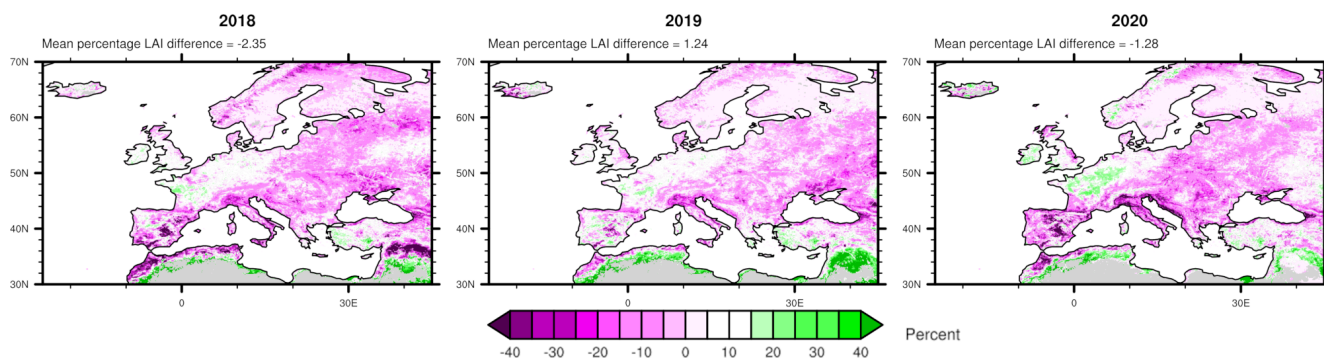 2018
Mean percentage LAI difference = -2.35
70N
60N
50N
40N
30N
0
30E
2019
Mean percentage LAI difference = 1.24
70N
60N
50N
40N
30N
0
30E
2020
Mean percentage LAI difference = -1.28
70N
60N
50N
40N
30N
0
30E
-40 -30 -20 -10 0 10 20 30 40
Percent